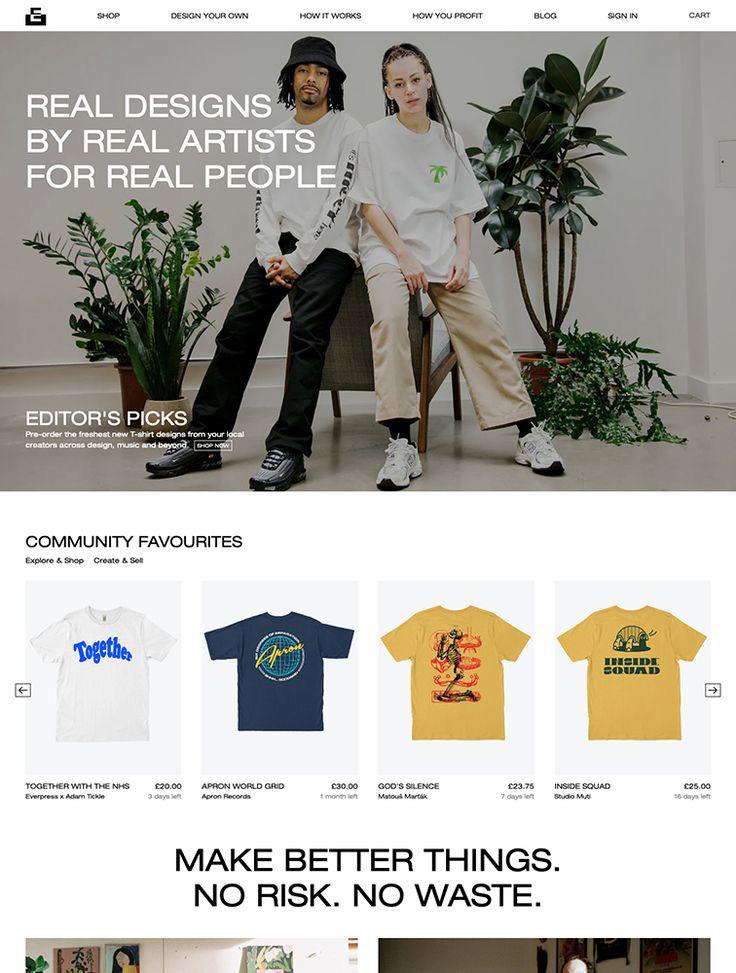 SHOP
DESIGN YOUR OWN
HOW IT WORKS
HOW YOU PROFIT
BLOG
SIGN IN
CART
REAL DESIGNS
BY REAL ARTISTS
FOR REAL PEOPLE
EDITOR'S PICKS
Pre-order the freshest new T-shirt designs from your local
creators across design, music and beyond. SHOP NOW
COMMUNITY FAVOURITES
Explore & Shop Create & Sell
Together
Apron
INSIDE
SQUAD
TOGETHER WITH THE NHS £20.00
Everpress x Adam Tickle 3 days left
APRON WORLD GRID £30.00
Apron Records 1 month left
GOD'S SILENCE £23.75
Matouš Marťák 7 days left
INSIDE SQUAD £25.00
Studio Muti 16 days left
MAKE BETTER THINGS.
NO RISK. NO WASTE.